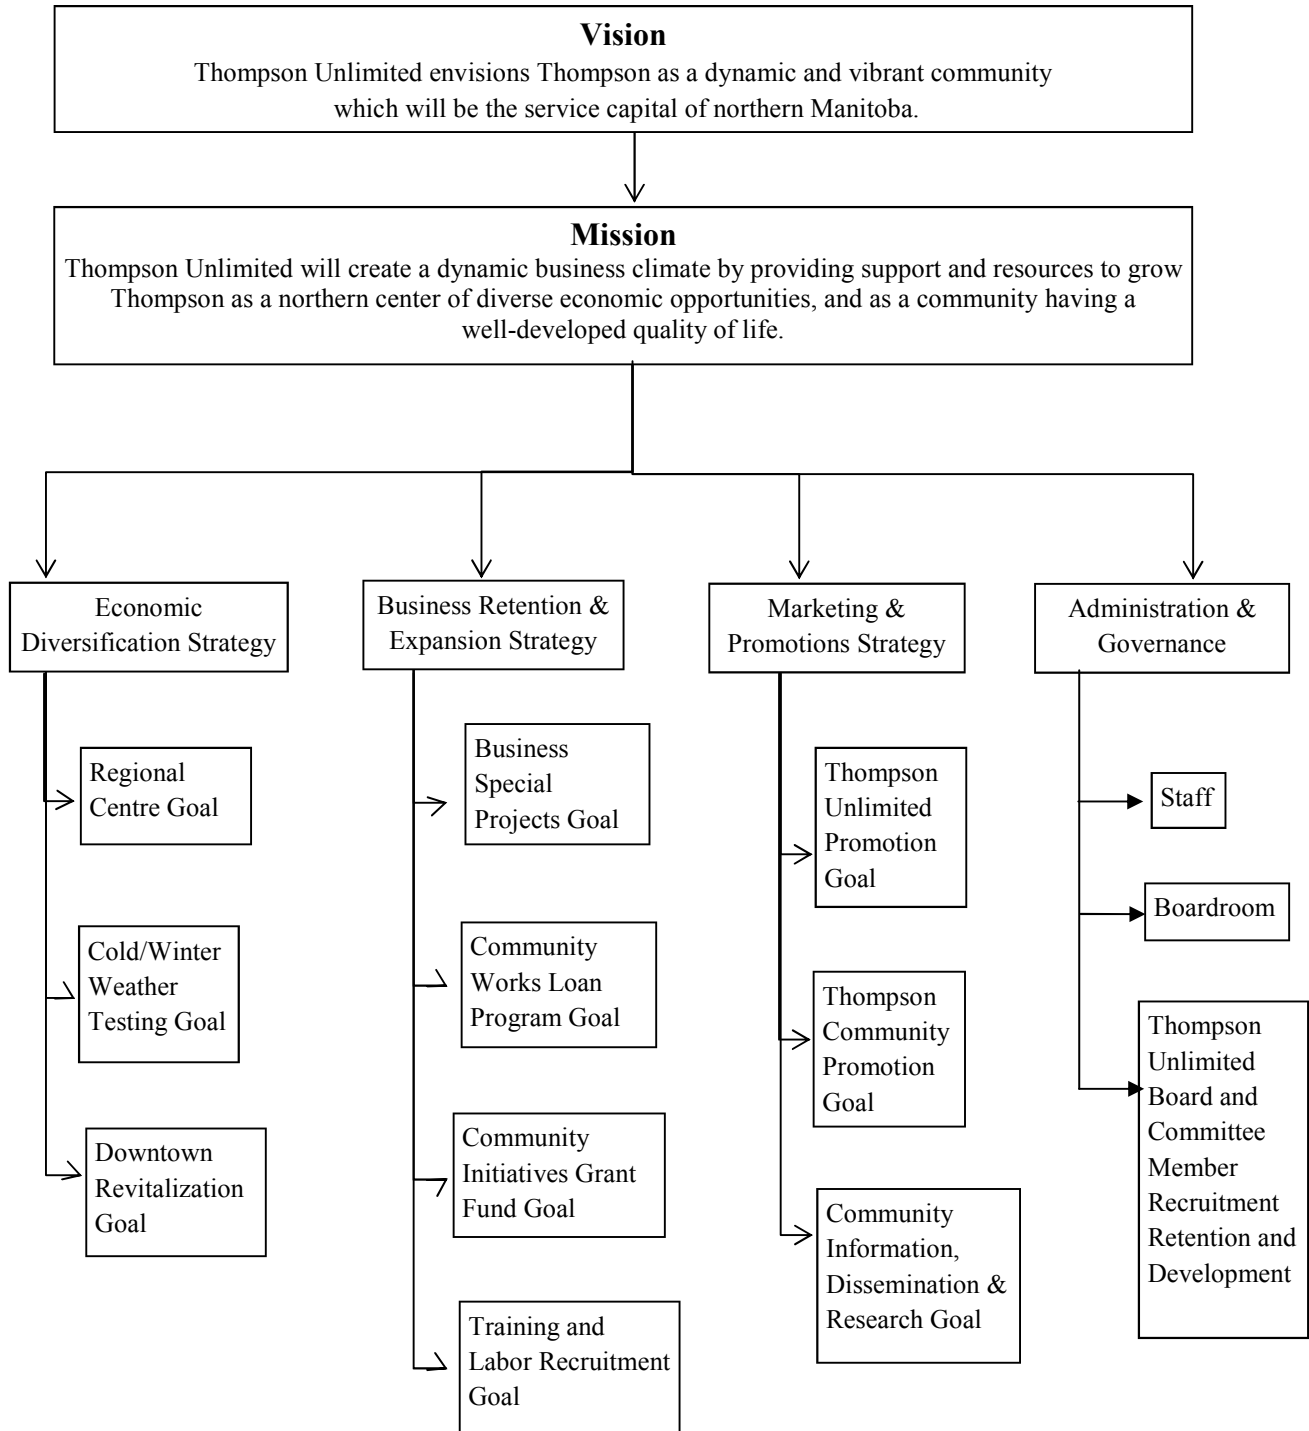 Vision
Thompson Unlimited envisions Thompson as a dynamic and vibrant community
which will be the service capital of northern Manitoba.
Mission
Thompson Unlimited will create a dynamic business climate by providing support and resources to grow
Thompson as a northern center of diverse economic opportunities, and as a community having a
well-developed quality of life.
Economic
Diversification Strategy
Regional
Centre Goal
Cold/Winter
Weather
Testing Goal
Downtown
Revitalization
Goal
Business Retention &
Expansion Strategy
Business
Special
Projects Goal
Community
Works Loan
Program Goal
Community
Initiatives Grant
Fund Goal
Training and
Labor Recruitment
Goal
Marketing &
Promotions Strategy
Thompson
Unlimited
Promotion
Goal
Thompson
Community
Promotion
Goal
Community
Information,
Dissemination &
Research Goal
Administration &
Governance
Staff
Boardroom
Thompson
Unlimited
Board and
Committee
Member
Recruitment
Retention and
Development